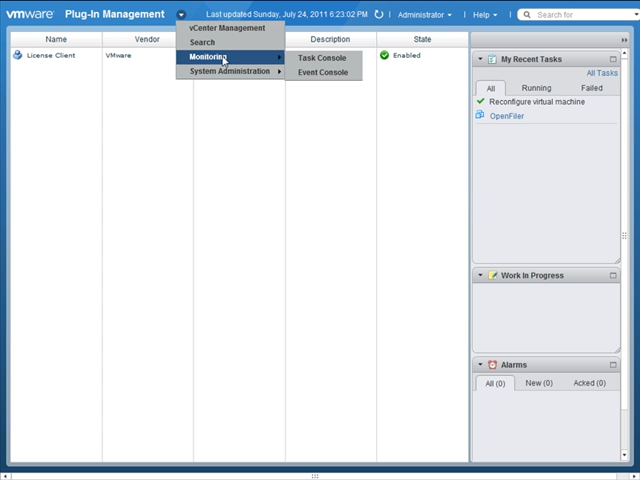 vmware Plug-In Management Last updated Sunday, July 24, 2011 6:23:02 PM Administrator Help Search for
vCenter Management
Search
Monitoring
System Administration
Task Console
Event Console
Name Vendor Description State
License Client VMware Enabled
My Recent Tasks
All Tasks
All Running Failed
Reconfigure virtual machine
OpenFiler
Work In Progress
Alarms
All (0) New (0) Acked (0)